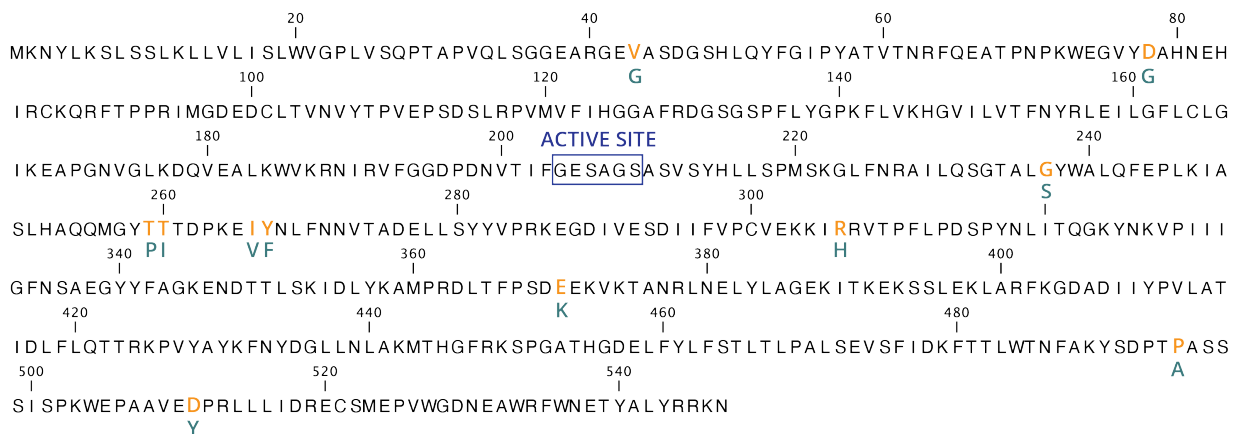 20 40 60 80
MKNYLKSLSSLKLLVLISLWVGPLVSQPTAPVQLSGGEARGEVASDGSHLQYFGIPYATVTNRFQEATPNPKWEGVYDAHNEH
G G
100 120 140 160
IRCKQRFTPPRIMGDEDCLTVNVYTPVEPSDSLRPVMVFIHGGAFRDGSGSPFLYGPKFLVKHGVILVTFNYRLEILGFLCLG
ACTIVE SITE
180 200 220 240
IKEAPGNVGLKDQVEALKWVKRNIRVFGGDPDNVTIFGESAGSASVSYHLLSPMSKGLFNRAILQSGTALGYWALQFEPLKIA
S
260 280 300
SLHAQQMGYTTTDPKEIYNLFNNVTADELLSYYVPRKEGDIVESDIIFVPCVEKKIRRVTPFLPDSPYNLITQGKYNKVPIII
PI VF H
340 360 380 400
GFNSAEGYYFAGKENDTTLSKIDLYKAMPRDLTFPSDEEKVKTANRLNELYLAGEKITKEKSSLEKLARFKGDADIIYPVLAT
K
420 440 460 480
IDLFLQTTRKPVYAYKFNYDGLLNLAKMTHGFRKSPGATHGDELFYLFSTLTLPALSEVSFIDKFTTLWTNFAKYSDPTPASS
A
500 520 540
SISPKWEPAAVEDPRLLLIDRECSMEPVWGDNEAWRFWNETYALYRRKN
Y